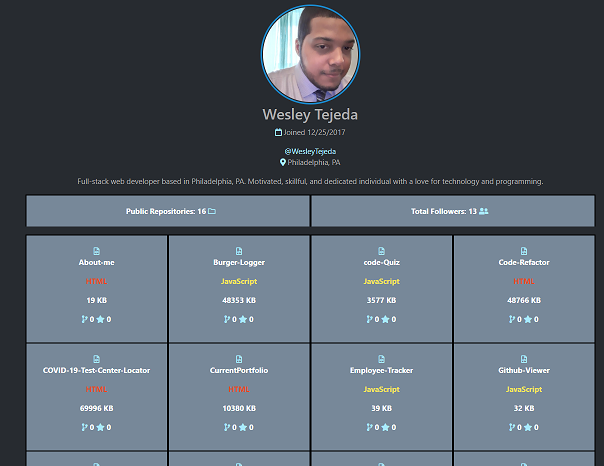 Wesley Tejeda
Joined 12/25/2017
@WesleyTejeda
Philadelphia, PA
Full-stack web developer based in Philadelphia, PA. Motivated, skillful, and dedicated individual with a love for technology and programming.
Public Repositories: 16
Total Followers: 13
About-me
HTML
19 KB
0 0
Burger-Logger
JavaScript
48353 KB
0 0
code-Quiz
JavaScript
3577 KB
0 0
Code-Refactor
HTML
48766 KB
0 0
COVID-19-Test-Center-Locator
HTML
69996 KB
0 0
CurrentPortfolio
HTML
10380 KB
0 0
Employee-Tracker
JavaScript
39 KB
0 0
Github-Viewer
JavaScript
32 KB
0 0